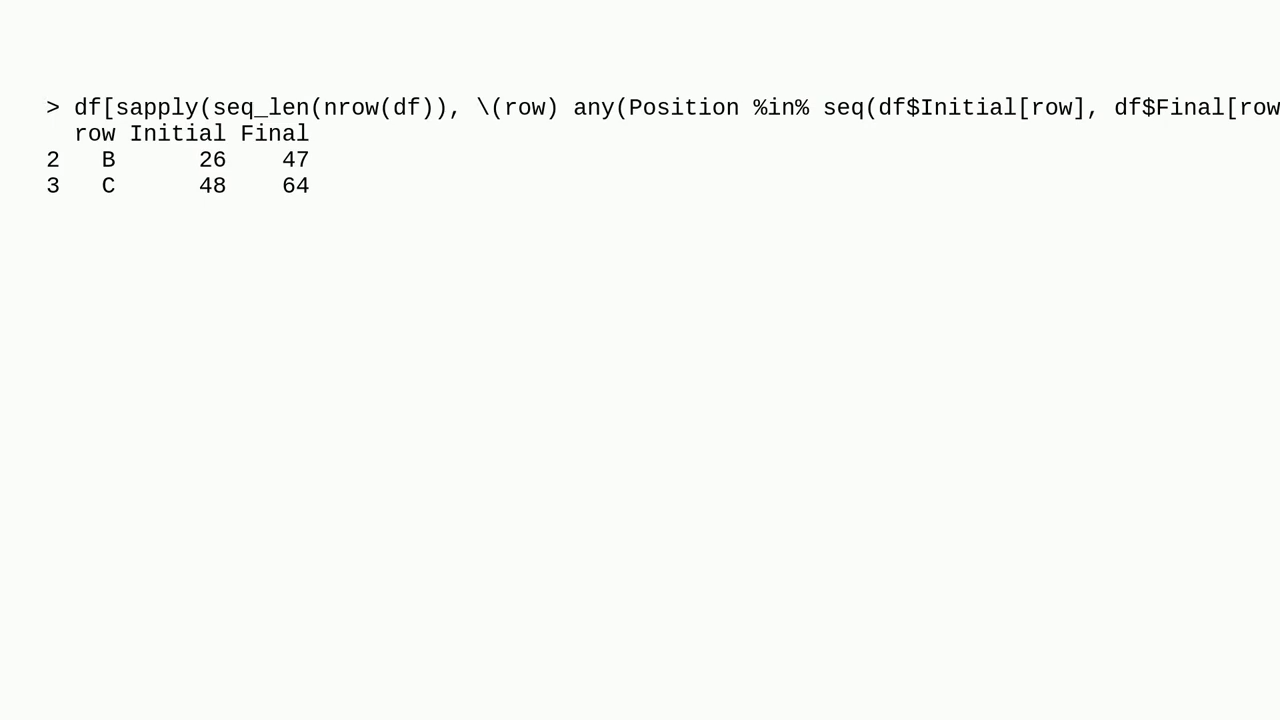 > df[sapply(seq_len(nrow(df)), \(row) any(Position %in% seq(df$Initial[row], df$Final[row
row Initial Final
2 B 26 47
3 C 48 64